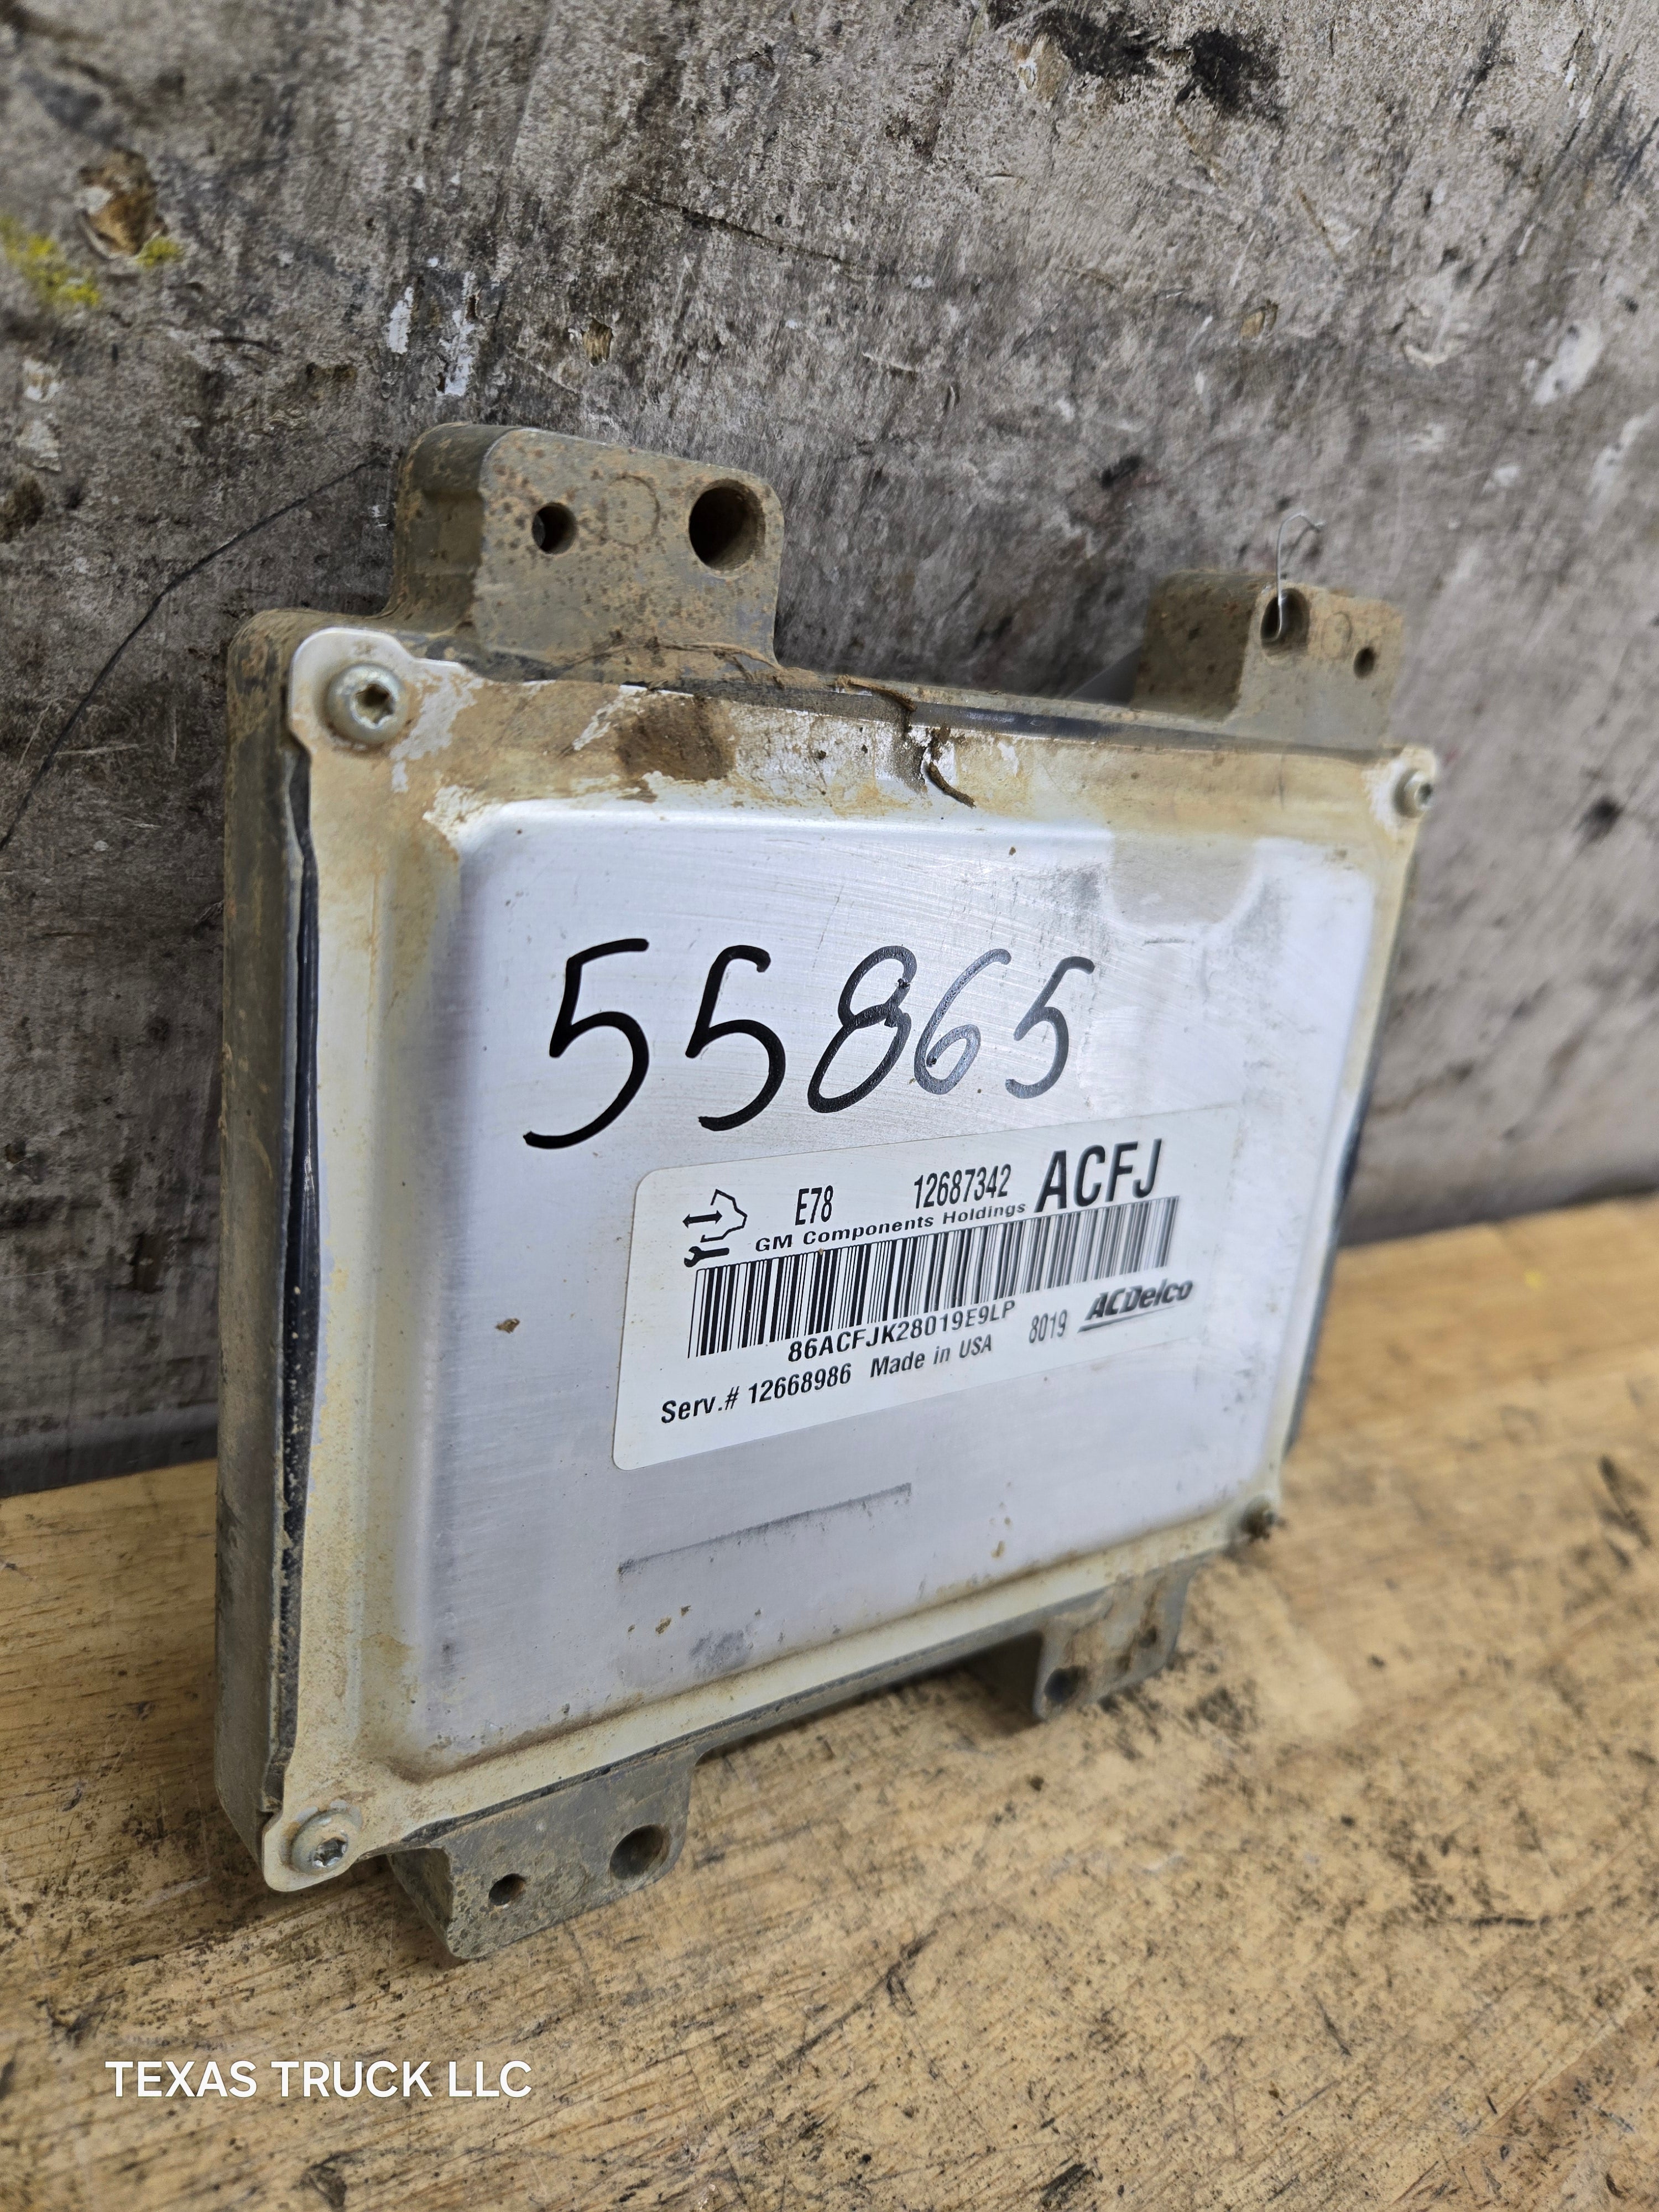 55865
E78 12687342 ACFJ
GM Components Holdings
86ACFJK28019E9LP
Serv.# 12668986 Made in USA 8019 ACDelco
TEXAS TRUCK LLC